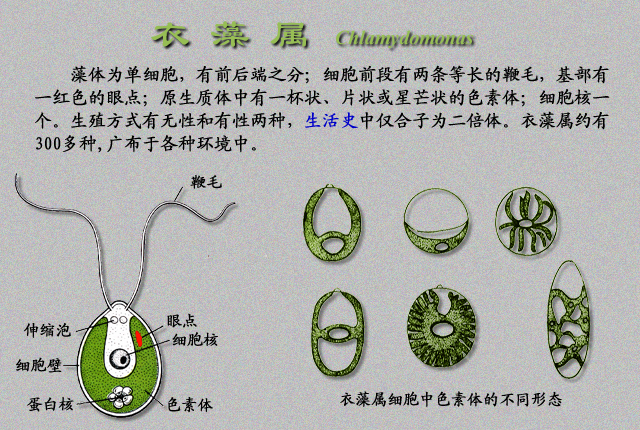 衣藻属 Chlamydomonas
藻体为单细胞，有前后端之分；细胞前段有两条等长的鞭毛，基部有
一红色的眼点；原生质体中有一杯状、片状或星芒状的色素体；细胞核一
个。生殖方式有无性和有性两种，生活史中仅合子为二倍体。衣藻属约有
300多种，广布于各种环境中。
鞭毛
伸缩泡
眼点
细胞核
细胞壁
蛋白核
色素体
衣藻属细胞中色素体的不同形态